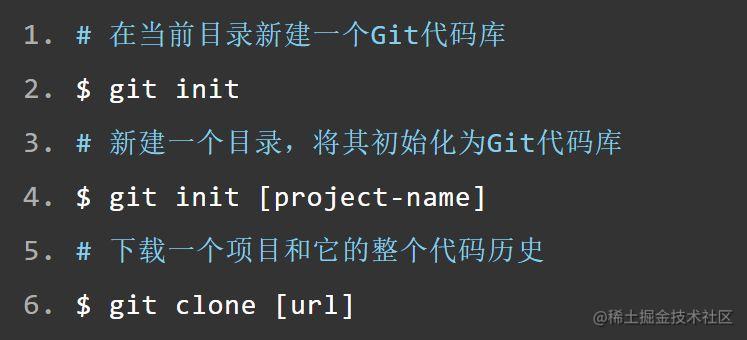 1. # 在当前目录新建一个Git代码库
2. $ git init
3. # 新建一个目录，将其初始化为Git代码库
4. $ git init [project-name]
5. # 下载一个项目和它的整个代码历史
6. $ git clone [url]
@稀土掘金技术社区